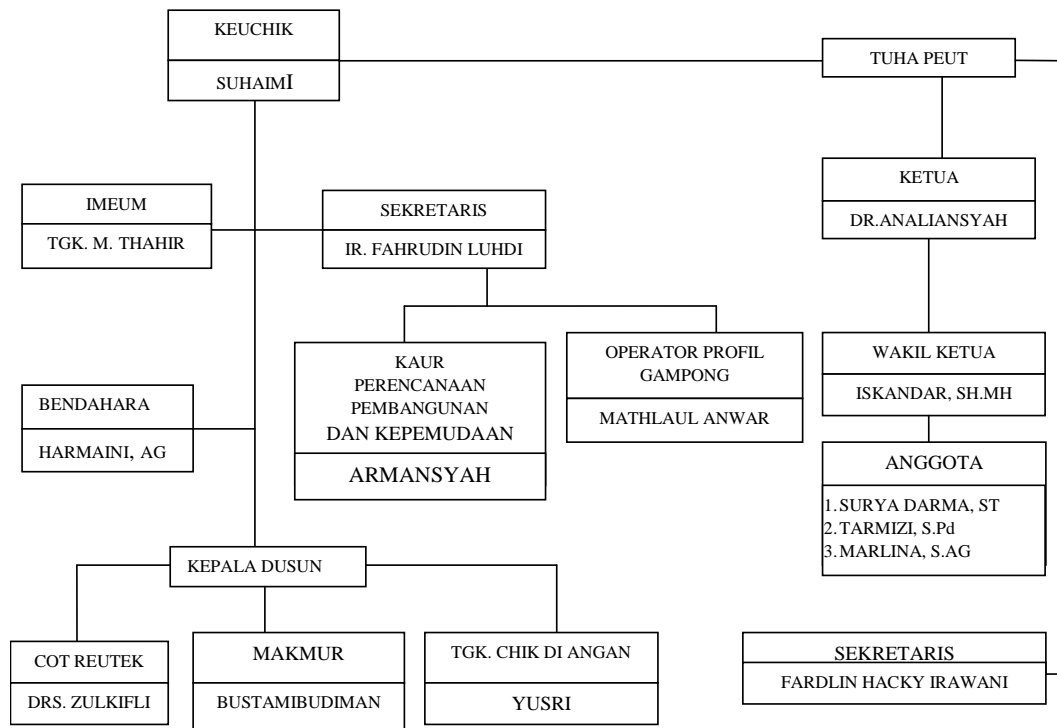 KEUCHIK
SUHAIMI
TUHA PEUT
IMEUM
TGK. M. THAHIR
SEKRETARIS
IR. FAHRUDIN LUHDI
KETUA
DR.ANALIANSYAH
KAUR
PERENCANAAN
PEMBANGUNAN
DAN KEPEMUDAAN
ARMANSYAH
OPERATOR PROFIL
GAMPONG
MATHLAUL ANWAR
WAKIL KETUA
ISKANDAR, SH.MH
BENDAHARA
HARMAINI, AG
ANGGOTA
1. SURYA DARMA, ST
2. TARMIZI, S.Pd
3. MARLINA, S.AG
KEPALA DUSUN
COT REUTEK
DRS. ZULKIFLI
MAKMUR
BUSTAMIBUDIMAN
TGK. CHIK DI ANGAN
YUSRI
SEKRETARIS
FARDLIN HACKY IRAWANI